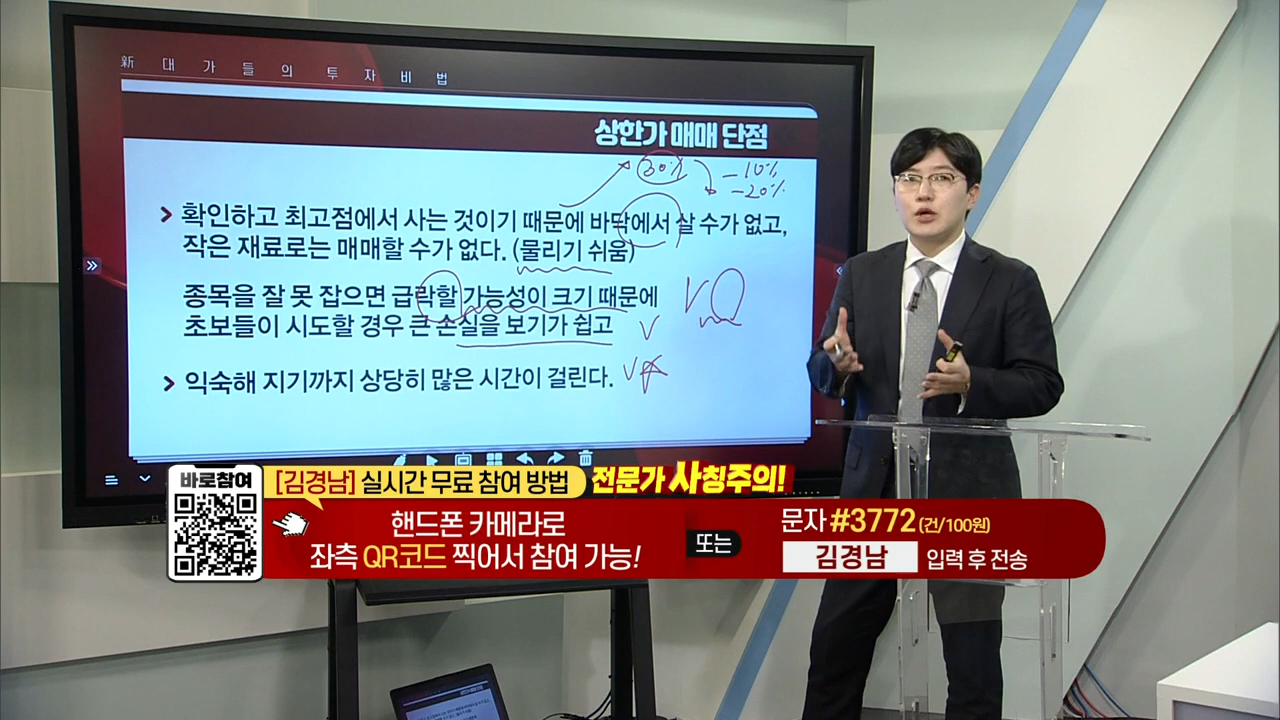 新 대 가 들 의 투 자 비 법
상한가 매매 단점
30% -10%
-20%
확인하고 최고점에서 사는 것이기 때문에 바닥에서 살 수가 없고,
작은 재료로는 매매할 수가 없다. (물리기 쉬움)
종목을 잘 못 잡으면 급락할 가능성이 크기 때문에
초보들이 시도할 경우 큰 손실을 보기가 쉽고
익숙해 지기까지 상당히 많은 시간이 걸린다.
바로참여
[김경남] 실시간 무료 참여 방법 전문가 사칭주의!
핸드폰 카메라로
좌측 QR코드 찍어서 참여 가능!
또는
문자 #3772 (건/100원)
김경남 입력 후 전송